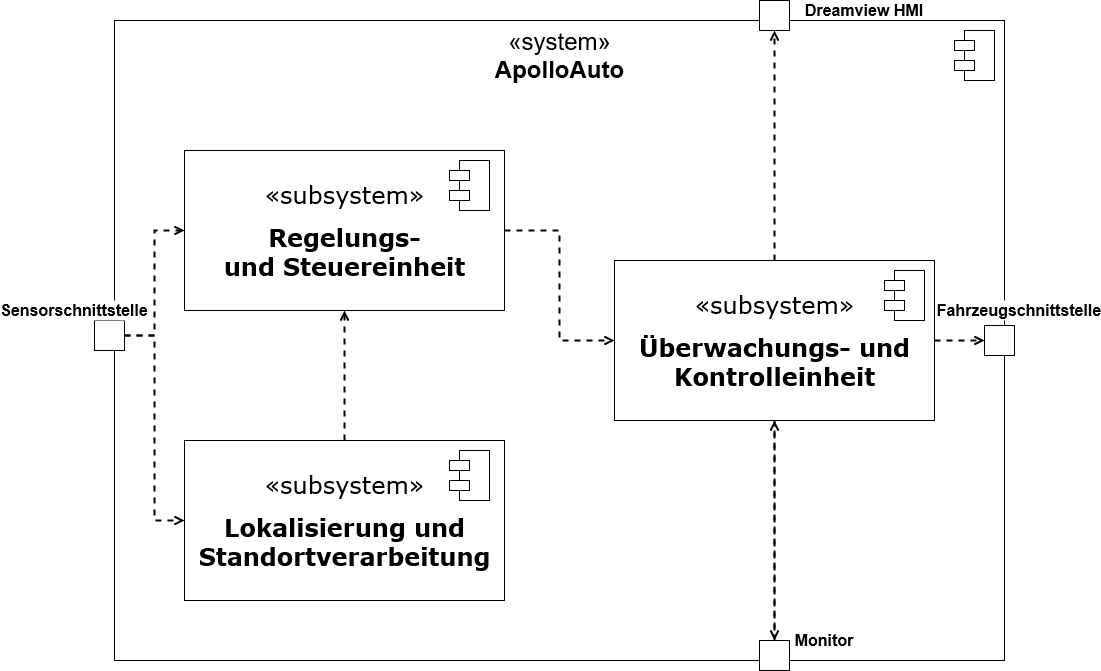 Dreamview HMI
«system»
ApolloAuto
«subsystem»
Regelungs-
und Steuereinheit
Sensorschnittstelle
«subsystem»
Überwachungs- und
Kontrolleinheit
Fahrzeugschnittstelle
«subsystem»
Lokalisierung und
Standortverarbeitung
Monitor